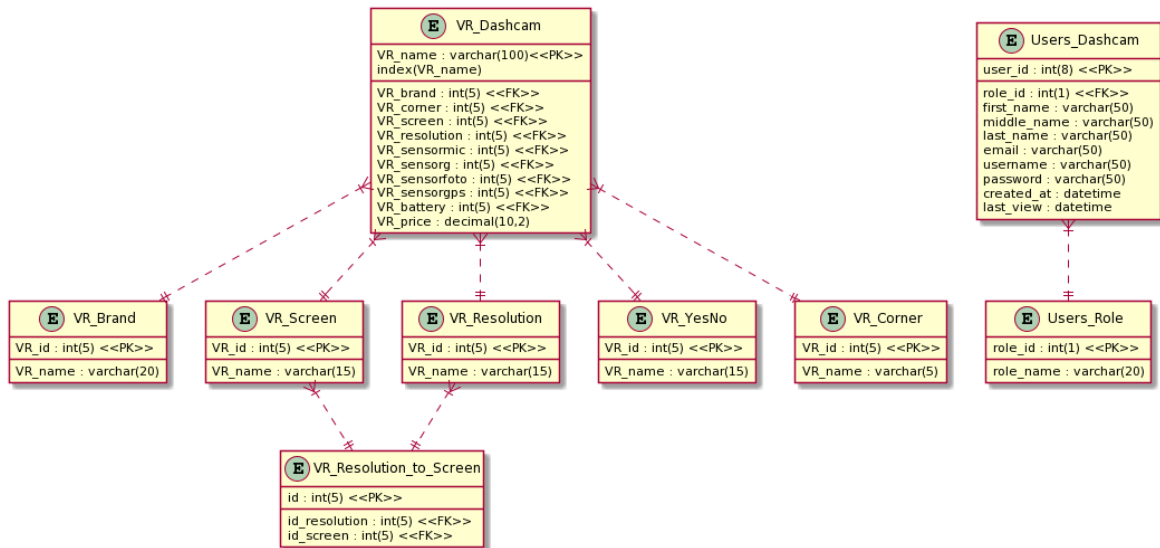 E VR_Dashcam
VR_name : varchar(100)<<PK>>
index(VR_name)
VR_brand : int(5) <<FK>>
VR_corner : int(5) <<FK>>
VR_screen : int(5) <<FK>>
VR_resolution : int(5) <<FK>>
VR_sensormic : int(5) <<FK>>
VR_sensorg : int(5) <<FK>>
VR_sensorfoto : int(5) <<FK>>
VR_sensorgps : int(5) <<FK>>
VR_battery : int(5) <<FK>>
VR_price : decimal(10,2)
E Users_Dashcam
user_id : int(8) <<PK>>
role_id : int(1) <<FK>>
first_name : varchar(50)
middle_name : varchar(50)
last_name : varchar(50)
email : varchar(50)
username : varchar(50)
password : varchar(50)
created_at : datetime
last_view : datetime
E VR_Brand
VR_id : int(5) <<PK>>
VR_name : varchar(20)
E VR_Screen
VR_id : int(5) <<PK>>
VR_name : varchar(15)
E VR_Resolution
VR_id : int(5) <<PK>>
VR_name : varchar(15)
E VR_YesNo
VR_id : int(5) <<PK>>
VR_name : varchar(15)
E VR_Corner
VR_id : int(5) <<PK>>
VR_name : varchar(5)
E Users_Role
role_id : int(1) <<PK>>
role_name : varchar(20)
E VR_Resolution_to_Screen
id : int(5) <<PK>>
id_resolution : int(5) <<FK>>
id_screen : int(5) <<FK>>